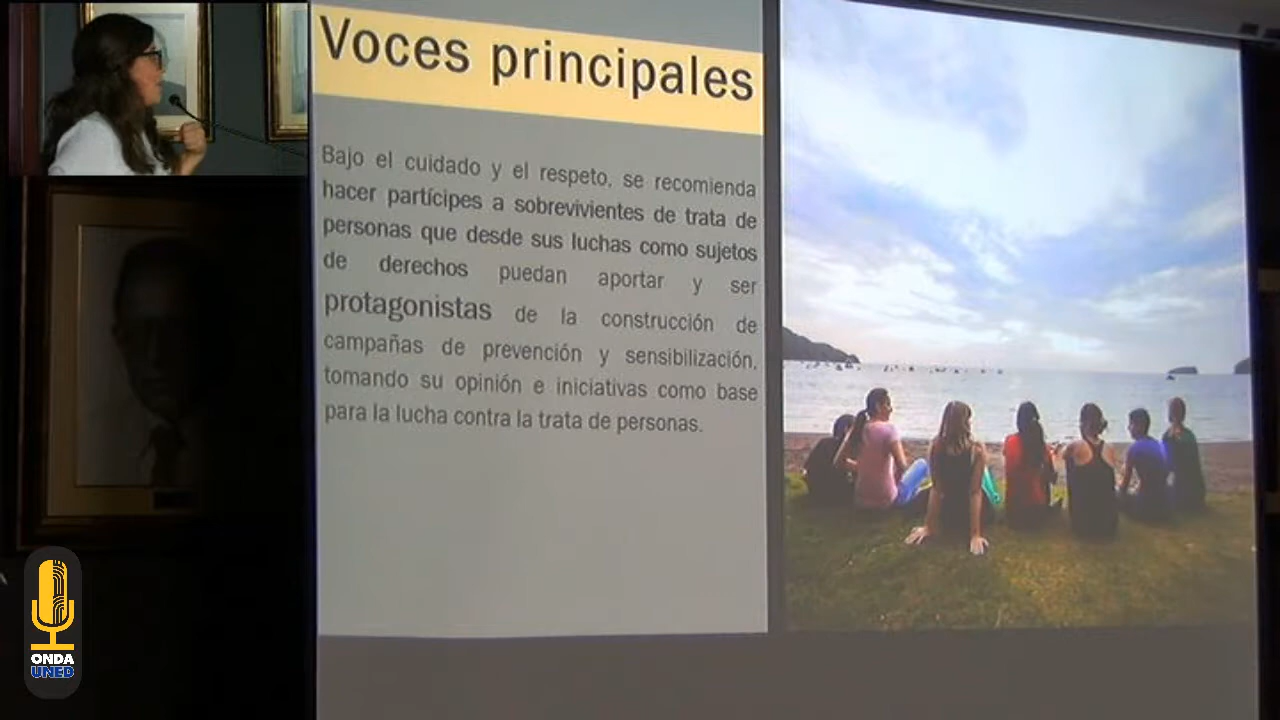 Voces principales
Bajo el cuidado y el respeto, se recomienda
hacer partícipes a sobrevivientes de trata de
personas que desde sus luchas como sujetos
de derechos puedan aportar y ser
protagonistas de la construcción de
campañas de prevención y sensibilización,
tomando su opinión e iniciativas como base
para la lucha contra la trata de personas.
ONDA
UNED